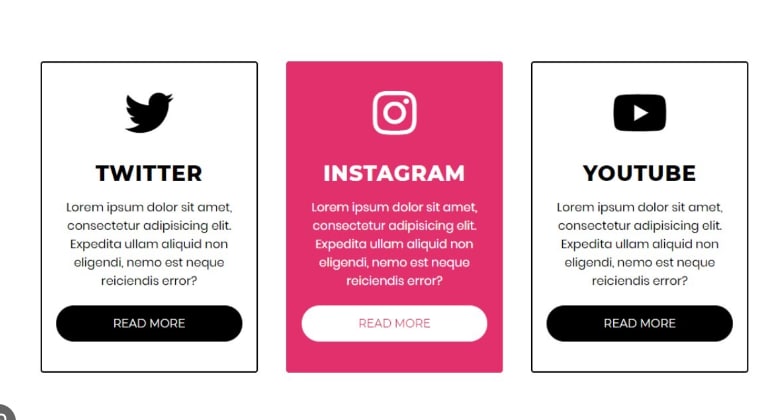 TWITTER
Lorem ipsum dolor sit amet,
consectetur adipisicing elit.
Expedita ullam aliquid non
eligendi, nemo est neque
reiciendis error?
READ MORE
INSTAGRAM
Lorem ipsum dolor sit amet,
consectetur adipisicing elit.
Expedita ullam aliquid non
eligendi, nemo est neque
reiciendis error?
READ MORE
YOUTUBE
Lorem ipsum dolor sit amet,
consectetur adipisicing elit.
Expedita ullam aliquid non
eligendi, nemo est neque
reiciendis error?
READ MORE